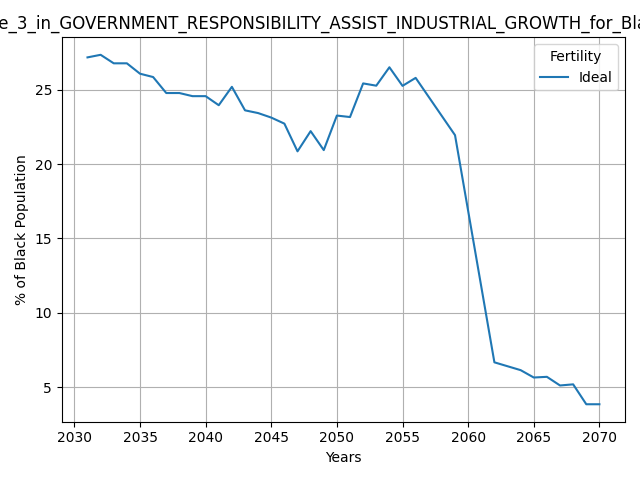 e_3_in_GOVERNMENT_RESPONSIBILITY_ASSIST_INDUSTRIAL_GROWTH_for_Bla
Fertility
Ideal
% of Black Population
25
20
15
10
5
2030 2035 2040 2045 2050 2055 2060 2065 2070
Years